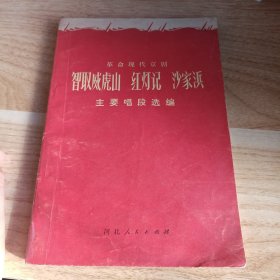 革命现代京剧
智取威虎山 红灯记 沙家浜
主要唱段选编
河北人民出版社